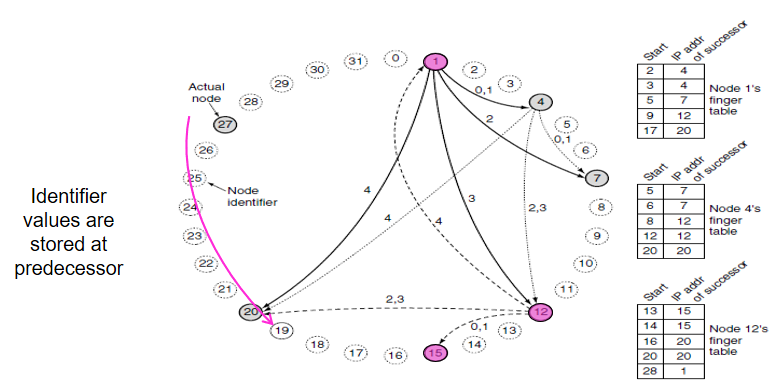 Identifier
values are
stored at
predecessor
Actual
node
Node
identifier
0
1
2
3
4
5
6
7
8
9
10
11
12
13
14
15
16
17
18
19
20
21
22
23
24
25
26
27
28
29
30
31
0,1
2
0,1
4
4
4
3
2,3
2,3
0,1
Start IP addr of successor
2 4
3 4
5 7
9 12
17 20
Node 1's
finger
table
Start IP addr of successor
5 7
6 7
8 12
12 12
20 20
Node 4's
finger
table
Start IP addr of successor
13 15
14 15
16 20
20 20
28 1
Node 12's
finger
table